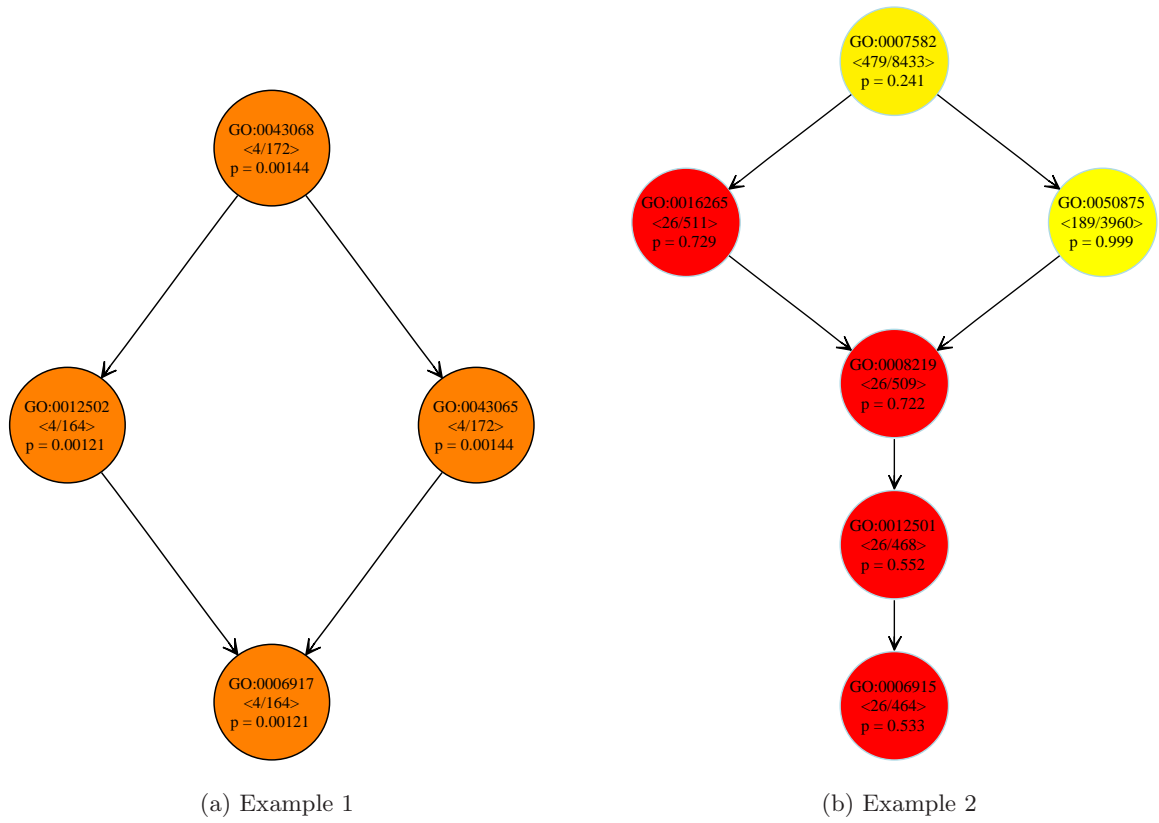 GO:0043068
<4/172>
p = 0.00144
GO:0012502
<4/164>
p = 0.00121
GO:0043065
<4/172>
p = 0.00144
GO:0006917
<4/164>
p = 0.00121
(a) Example 1
GO:0007582
<479/8433>
p = 0.241
GO:0016265
<26/511>
p = 0.729
GO:0050875
<189/3960>
p = 0.999
GO:0008219
<26/509>
p = 0.722
GO:0012501
<26/468>
p = 0.552
GO:0006915
<26/464>
p = 0.533
(b) Example 2